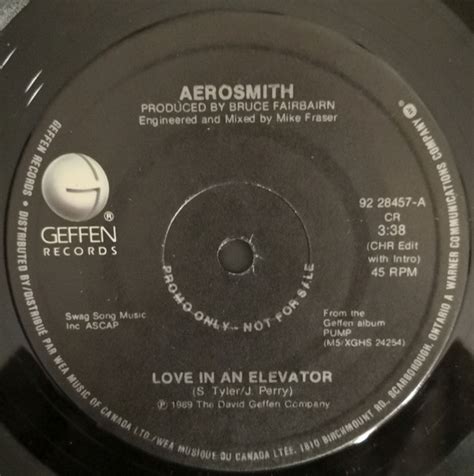 AEROSMITH
PRODUCED BY BRUCE FAIRBAIRN
Engineered and Mixed by Mike Fraser
GEFFEN
RECORDS
®
92 28457-A
CR
3:38
(CHR Edit
with Intro)
45 RPM
PROMO ONLY - NOT FOR SALE
Swag Song Music
Inc ASCAP
From the
Geffen album
PUMP
(M5/XGHS 24254)
LOVE IN AN ELEVATOR
(S. Tyler/J. Perry)
℗ 1989 The David Geffen Company
GEFFEN RECORDS • DISTRIBUTED BY/DISTRIBUÉ PAR WEA MUSIC OF CANADA LTD./WEA MUSIQUE DU CANADA LTÉE. 1810 BIRCHMOUNT RD. SCARBOROUGH, ONTARIO A WARNER COMMUNICATIONS COMPANY